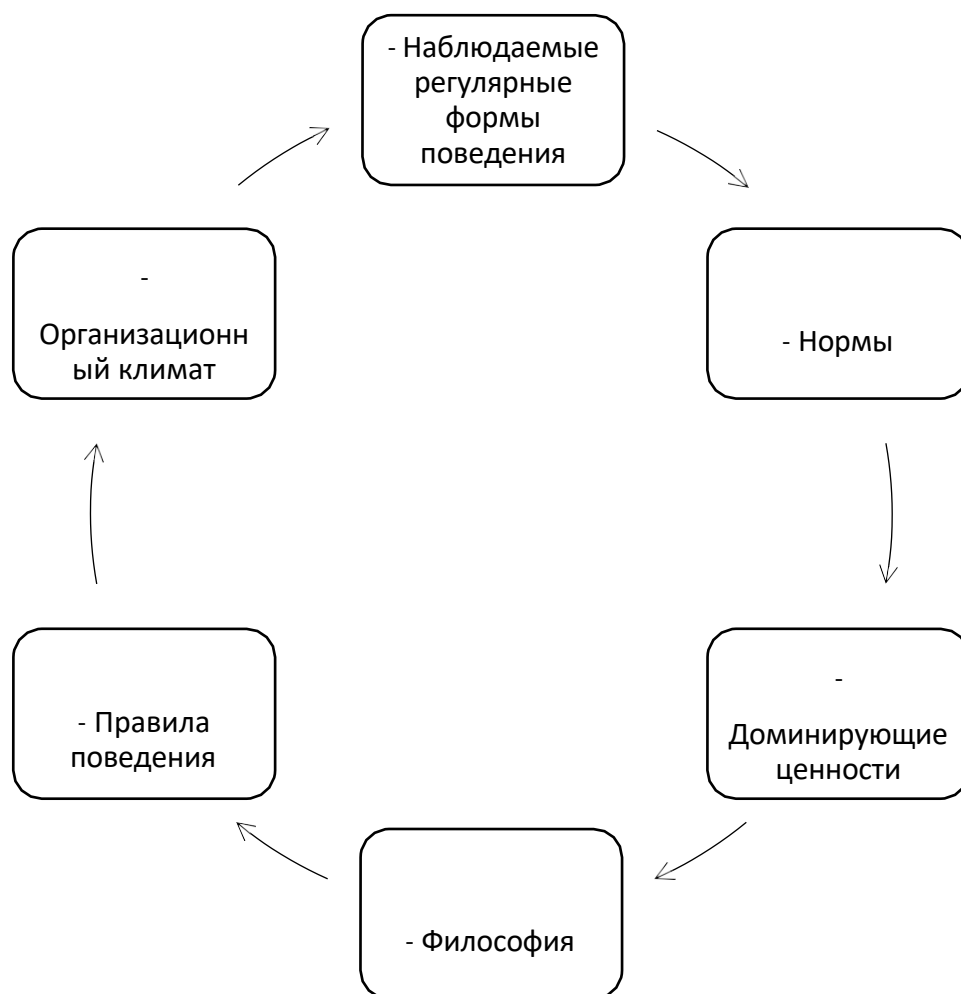 - Наблюдаемые
регулярные
формы
поведения
- Нормы
-
Доминирующие
ценности
- Философия
- Правила
поведения
-
Организационн
ый климат